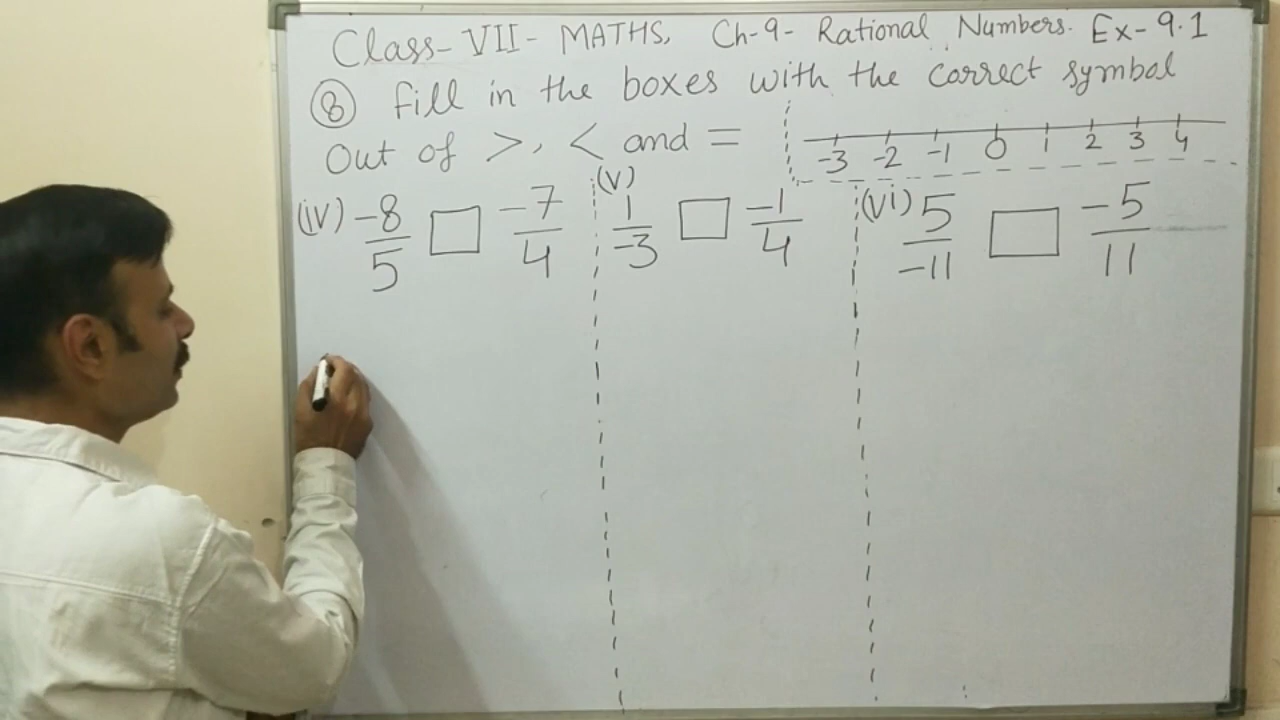 Class-VII- MATHS, Ch-9- Rational Numbers. Ex-9.1
⑧ Fill in the boxes with the correct symbol
Out of >, < and =
-3 -2 -1 0 1 2 3 4
(iv) -8/5 □ -7/4
(v) 1/-3 □ -1/4
(vi) 5/-11 □ -5/11